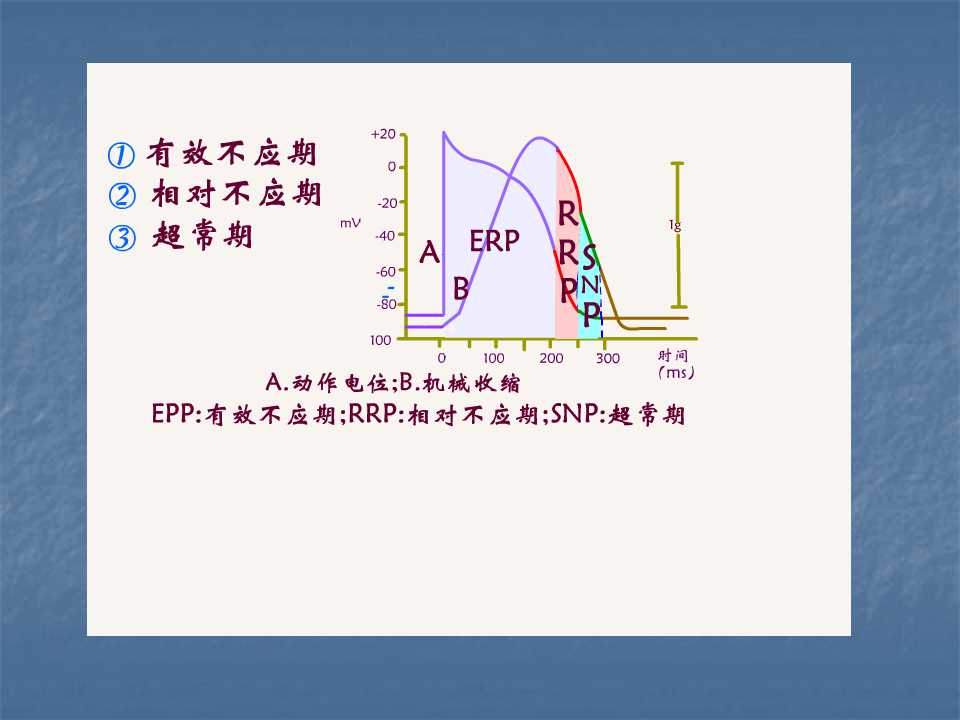 ① 有效不应期
② 相对不应期
③ 超常期
+20
0
-20
mV
-40
-60
-80
100
A
B
ERP
RRP
SNP
1g
0 100 200 300
时间
(ms)
A.动作电位;B.机械收缩
EPP:有效不应期;RRP:相对不应期;SNP:超常期